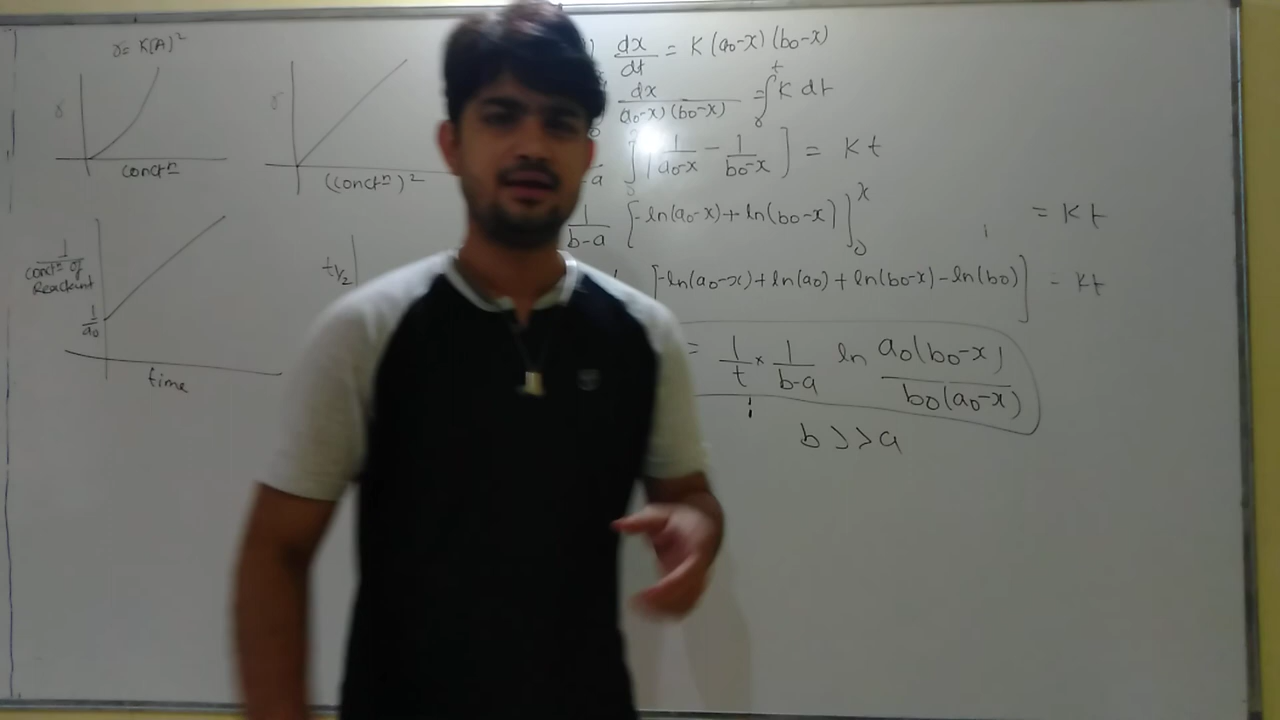 r = K[A]²
r
concⁿ
r
(concⁿ)²
1/concⁿ of Reactant
1/a₀
time
t½
dx/dt = K(a₀-x)(b₀-x)
dx/(a₀-x)(b₀-x) = ∫₀ᵗ K dt
∫ [1/a₀-x - 1/b₀-x] = Kt
1/b-a [-ln(a₀-x)+ln(b₀-x)]₀ˣ = Kt
[-ln(a₀-x)+ln(a₀)+ln(b₀-x)-ln(b₀)] = Kt
= 1/t × 1/b-a ln a₀(b₀-x)/b₀(a₀-x)
b>>a